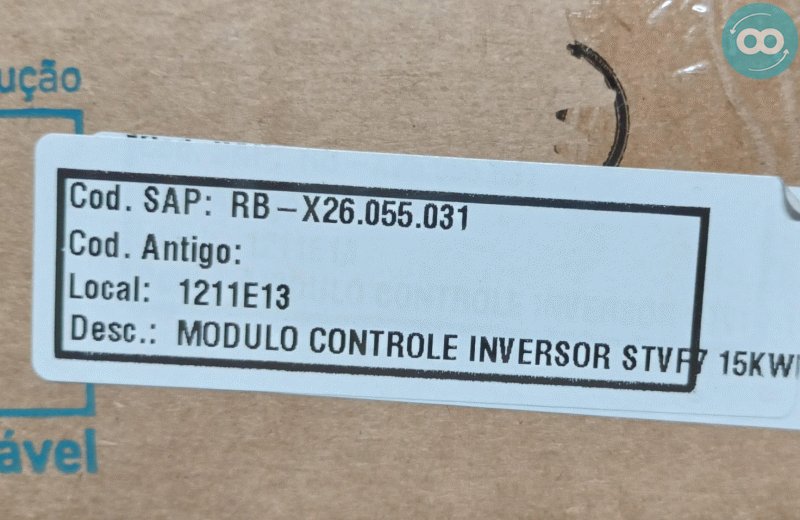 ução
Cod. SAP: RB-X26.055.031
Cod. Antigo:
Local: 1211E13
Desc.: MODULO CONTROLE INVERSOR STVF7 15KW
ável